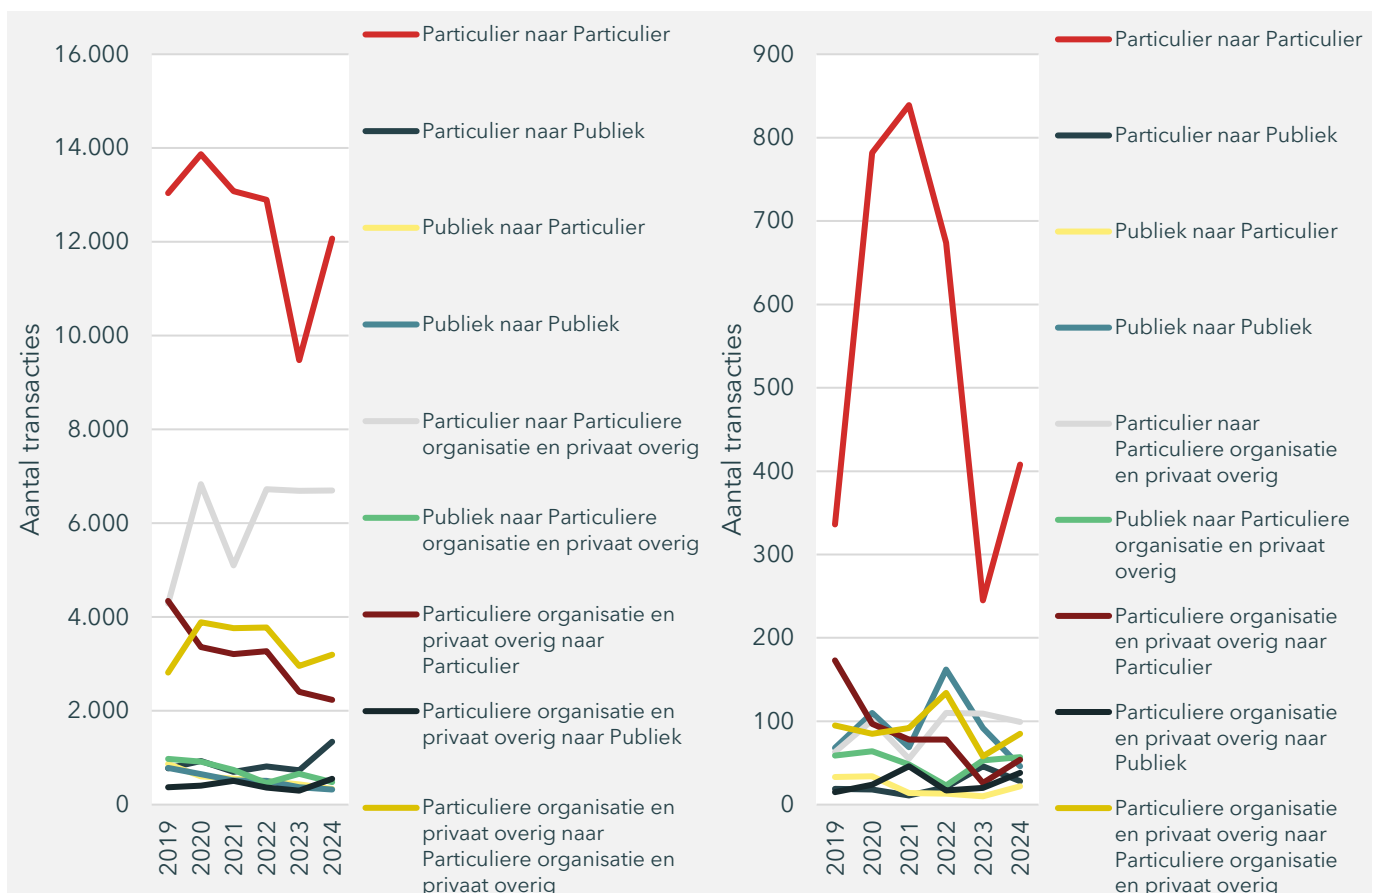 Aantal transacties
16.000
14.000
12.000
10.000
8.000
6.000
4.000
2.000
0
2019
2020
2021
2022
2023
2024
Particulier naar Particulier
Particulier naar Publiek
Publiek naar Particulier
Publiek naar Publiek
Particulier naar Particuliere
organisatie en privaat overig
Publiek naar Particuliere
organisatie en privaat overig
Particuliere organisatie en
privaat overig naar
Particulier
Particuliere organisatie en
privaat overig naar Publiek
Particuliere organisatie en
privaat overig naar
Particuliere organisatie en
privaat overig
Aantal transacties
900
800
700
600
500
400
300
200
100
0
2019
2020
2021
2022
2023
2024
Particulier naar Particulier
Particulier naar Publiek
Publiek naar Particulier
Publiek naar Publiek
Particulier naar
Particuliere organisatie
en privaat overig
Publiek naar Particuliere
organisatie en privaat
overig
Particuliere organisatie
en privaat overig naar
Particulier
Particuliere organisatie
en privaat overig naar
Publiek
Particuliere organisatie
en privaat overig naar
Particuliere organisatie
en privaat overig